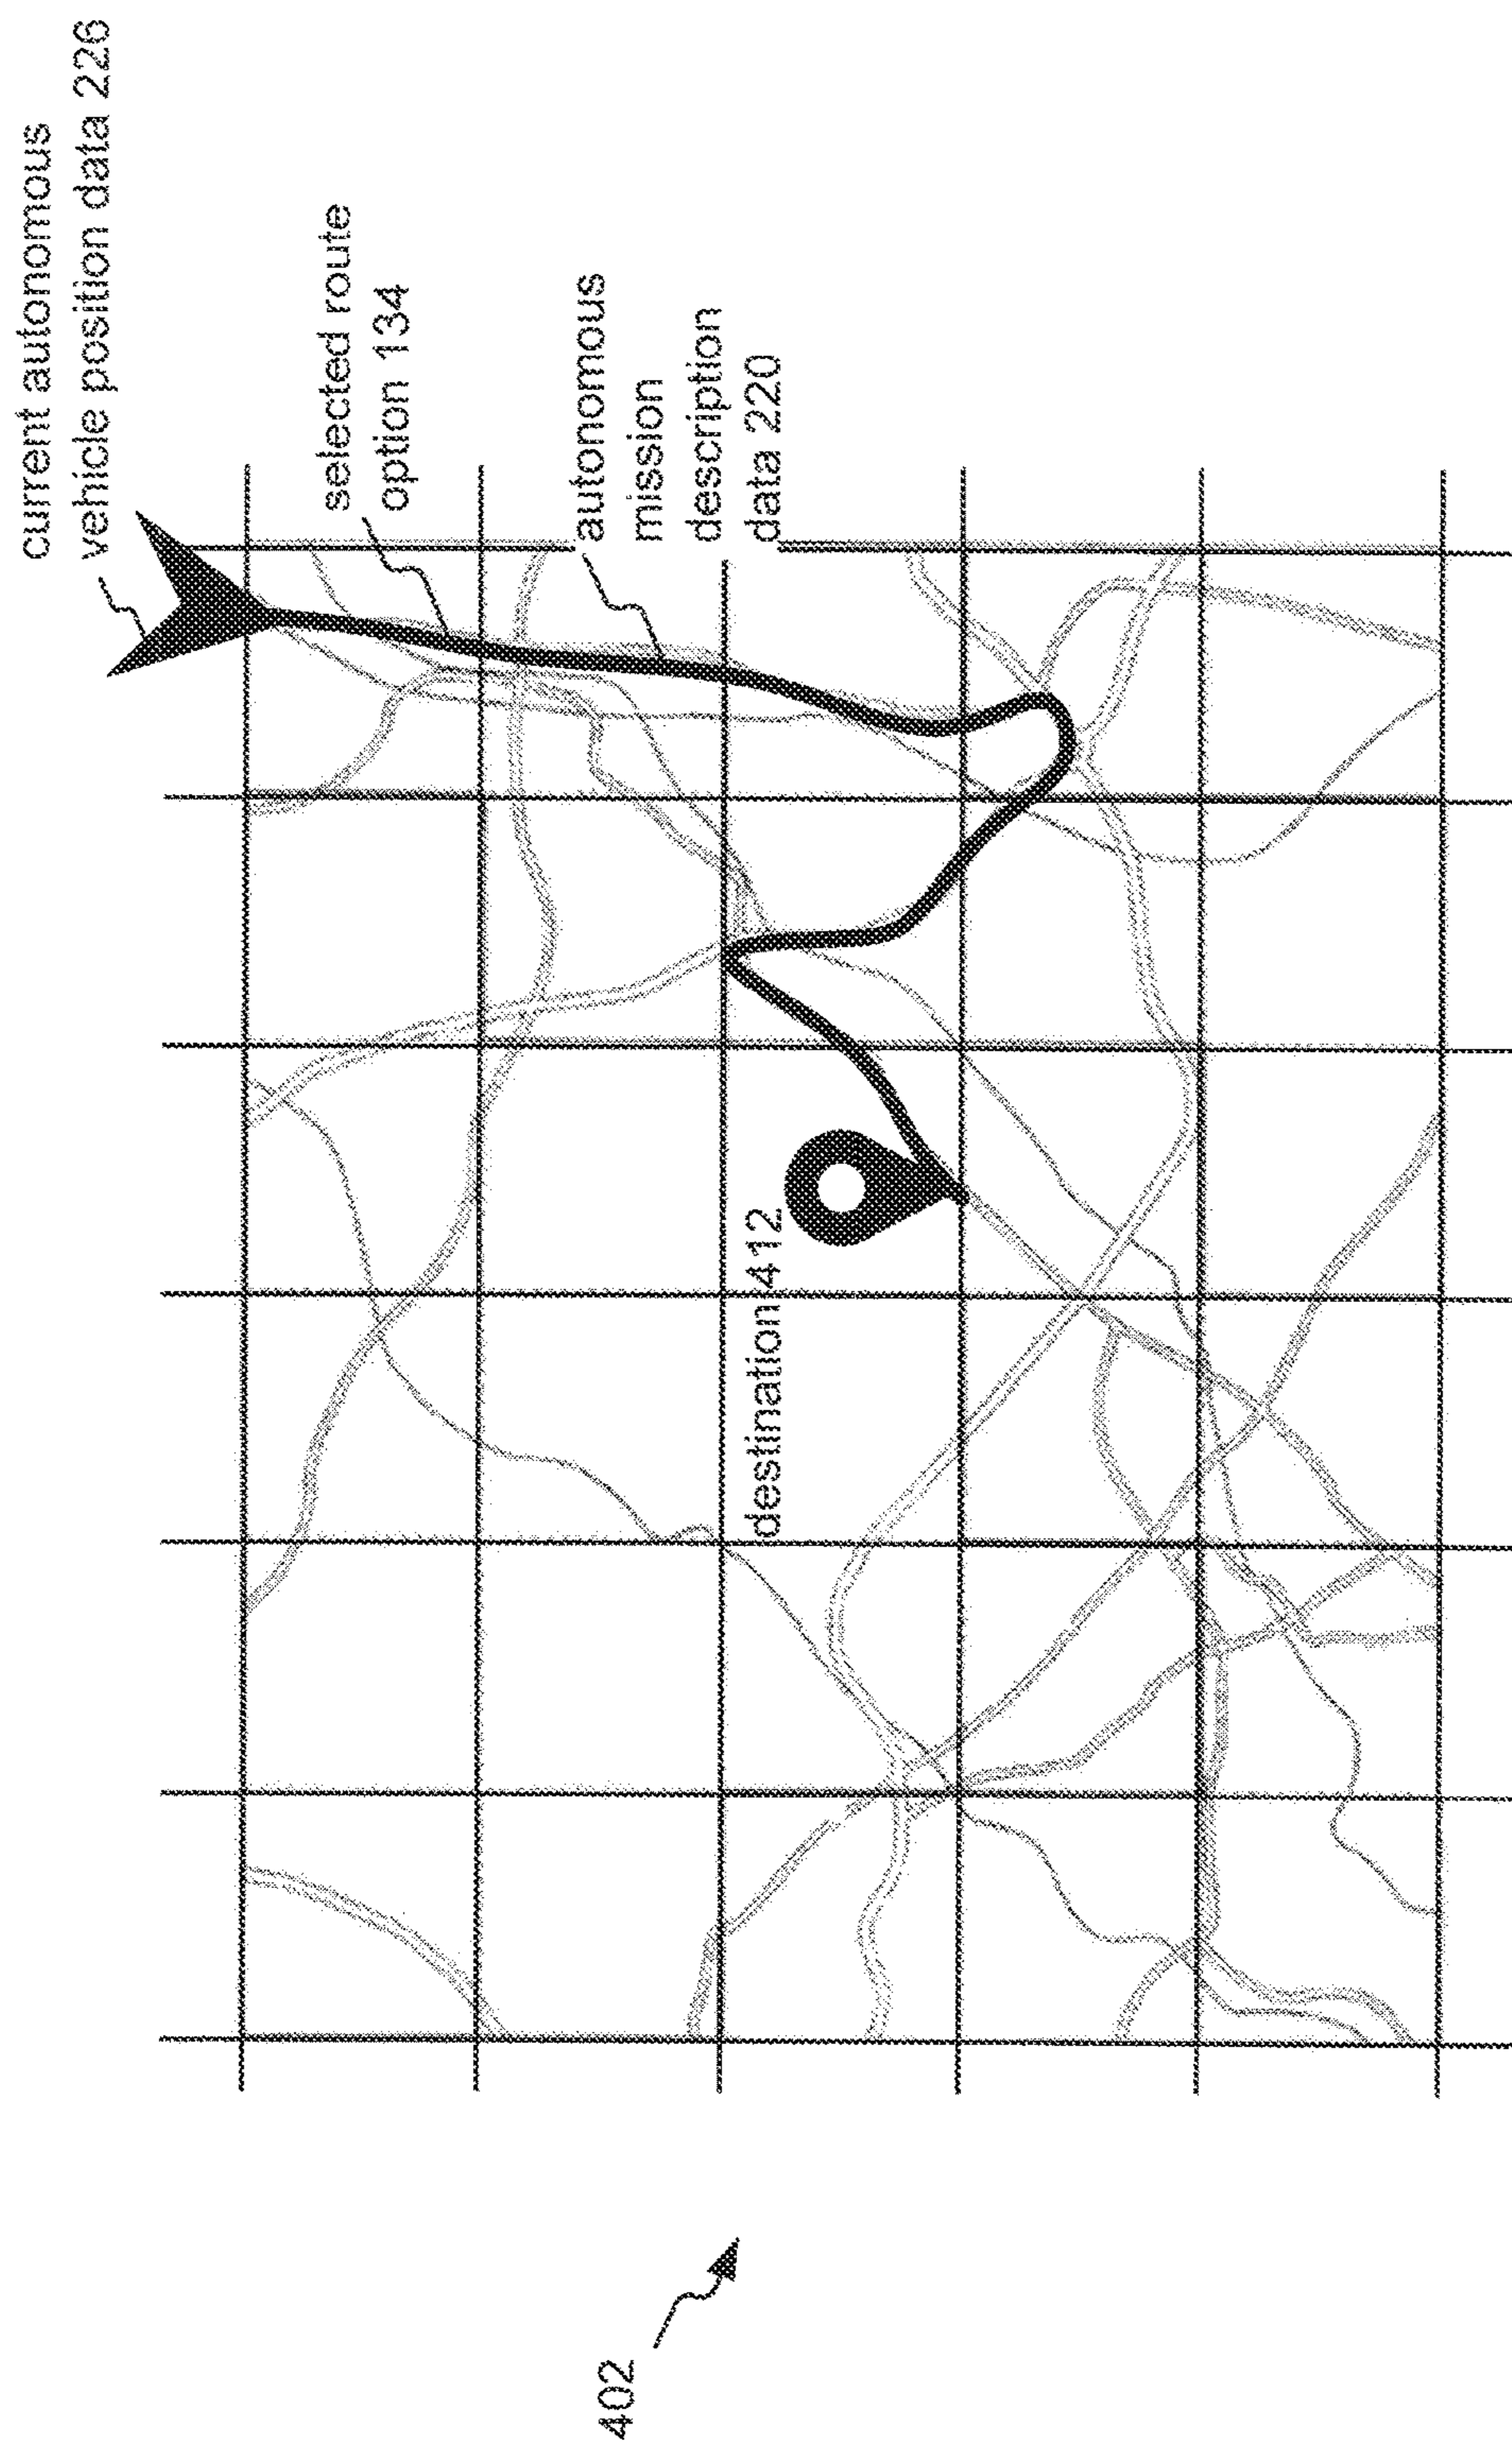 current autonomous
vehicle position data 226
selected route
option 134
autonomous
mission
description
data 220
destination 412
402